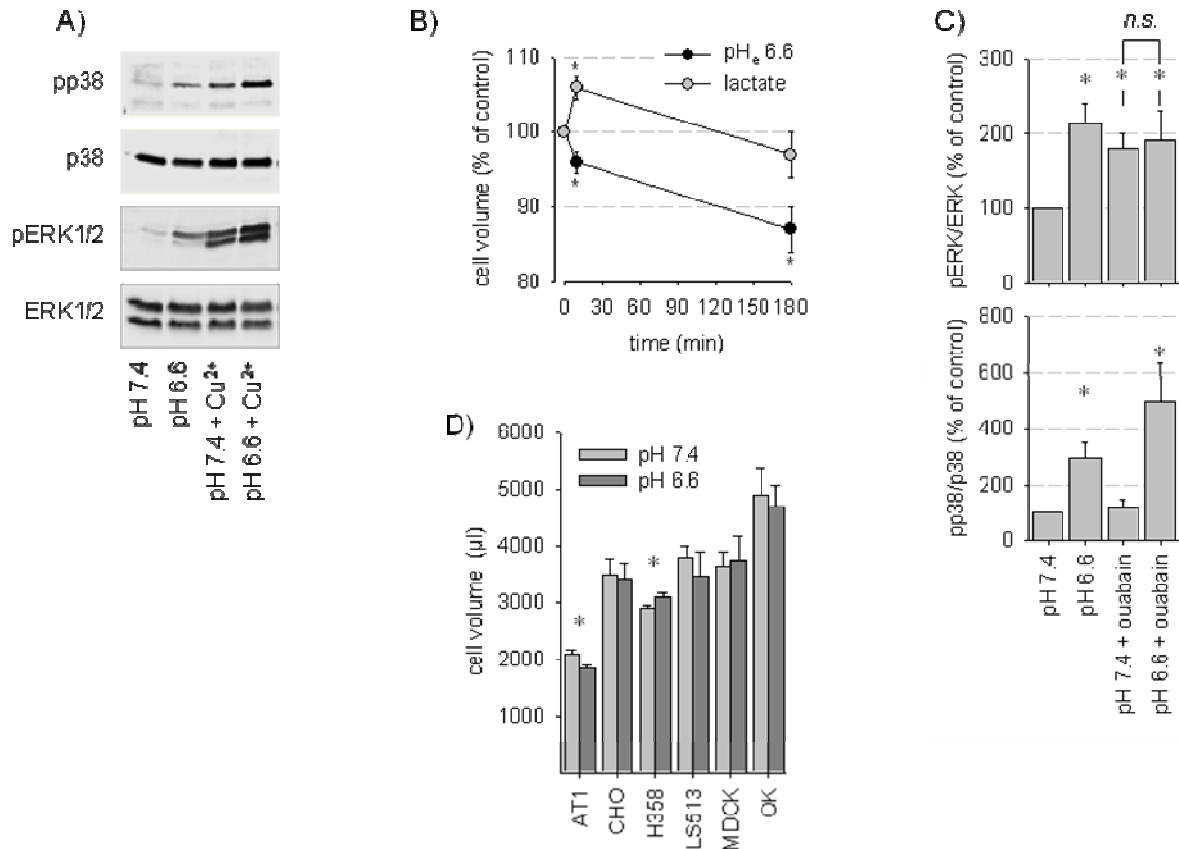 A)
pp38
p38
pERK1/2
ERK1/2
pH 7.4
pH 6.6
pH 7.4 + Cu²⁺
pH 6.6 + Cu²⁺
B)
cell volume (% of control)
110
100
90
80
pHₑ 6.6
lactate
*
*
*
0 30 60 90 120 150 180
time (min)
C)
n.s.
pERK/ERK (% of control)
300
200
100
0
* * *
pp38/p38 (% of control)
800
600
400
200
0
* *
pH 7.4
pH 6.6
pH 7.4 + ouabain
pH 6.6 + ouabain
D)
cell volume (µl)
6000
5000
4000
3000
2000
1000
pH 7.4
pH 6.6
* *
AT1
CHO
H358
LS513
MDCK
OK